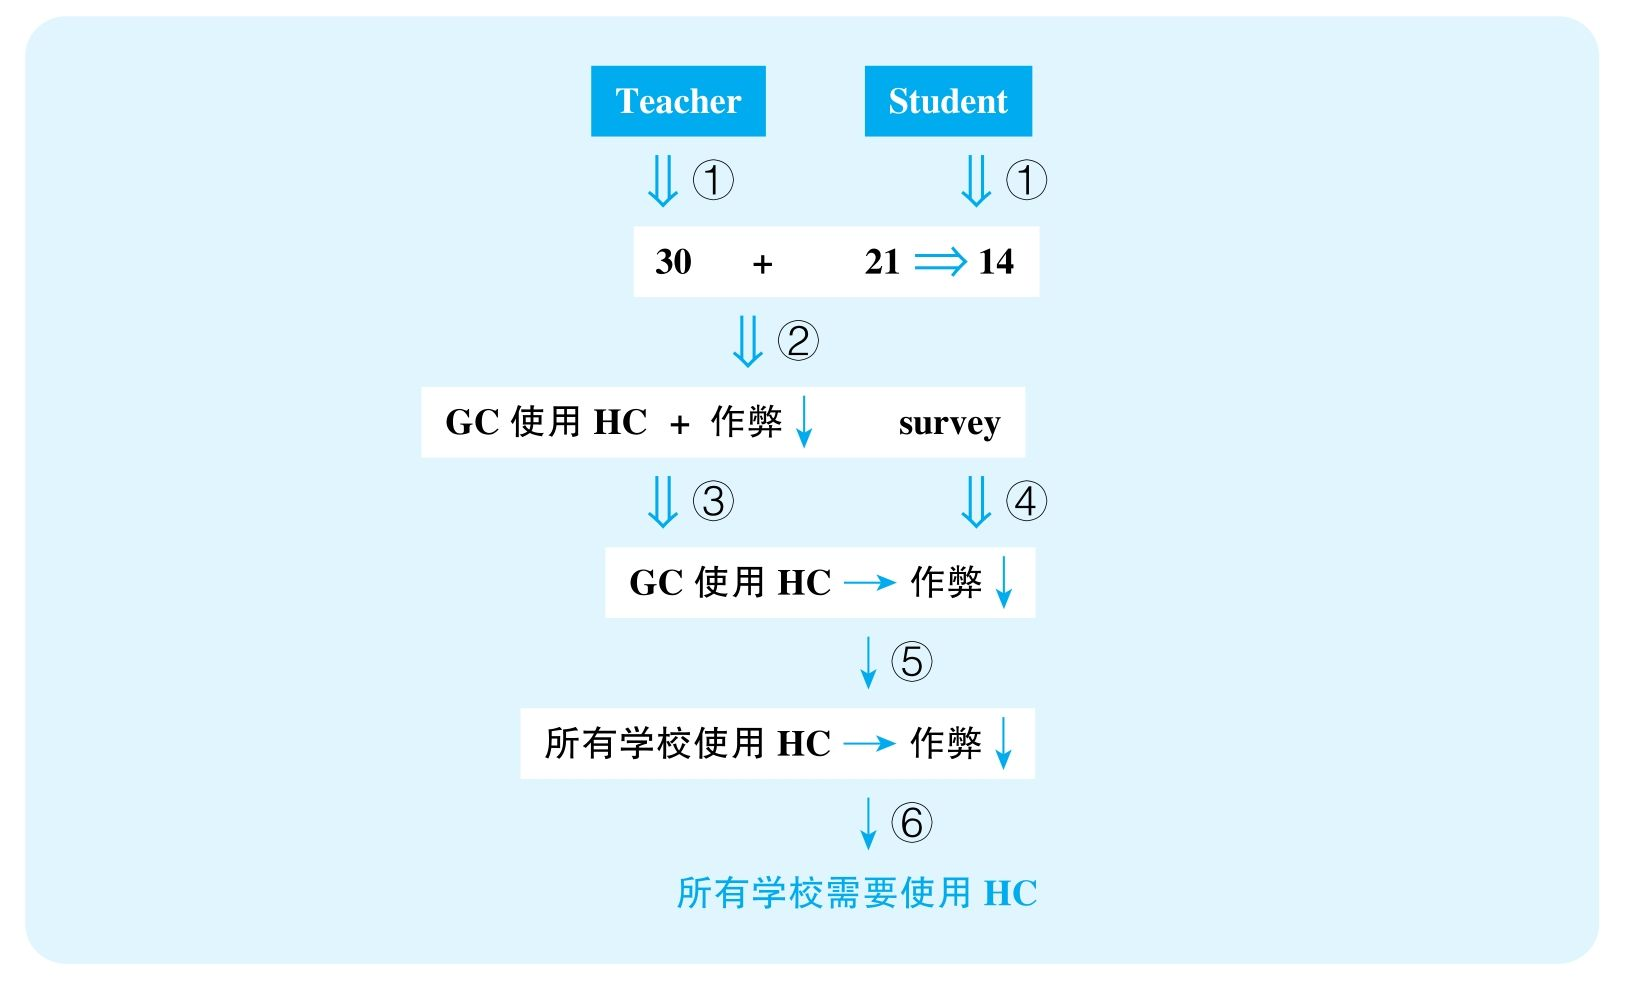 Teacher Student
① ①
30 + 21 ⇒ 14
②
GC 使用 HC + 作弊 ↓ survey
③ ④
GC 使用 HC → 作弊 ↓
⑤
所有学校使用 HC → 作弊 ↓
⑥
所有学校需要使用 HC